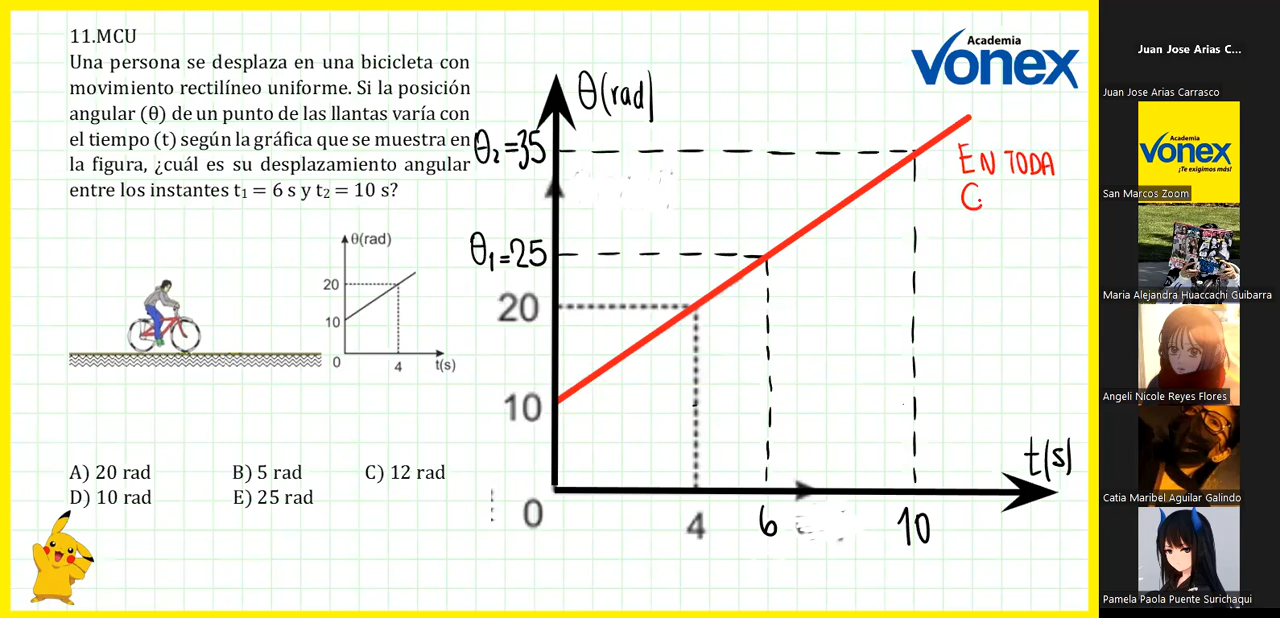 11.MCU
Una persona se desplaza en una bicicleta con
movimiento rectilíneo uniforme. Si la posición
angular (θ) de un punto de las llantas varía con
el tiempo (t) según la gráfica que se muestra en
la figura, ¿cuál es su desplazamiento angular
entre los instantes t₁ = 6 s y t₂ = 10 s?
θ(rad)
20
10
0
4
t(s)
A) 20 rad B) 5 rad C) 12 rad
D) 10 rad E) 25 rad
θ(rad)
θ₂=35
θ₁=25
20
10
0
4
6
10
t(s)
EN TODA
C
Academia
Vonex
Juan Jose Arias C...
Juan Jose Arias Carrasco
Academia
Vonex
¡Te exigimos más!
San Marcos Zoom
Maria Alejandra Huaccachi Guibarra
Angeli Nicole Reyes Flores
Catia Maribel Aguilar Galindo
Pamela Paola Puente Surichaqui